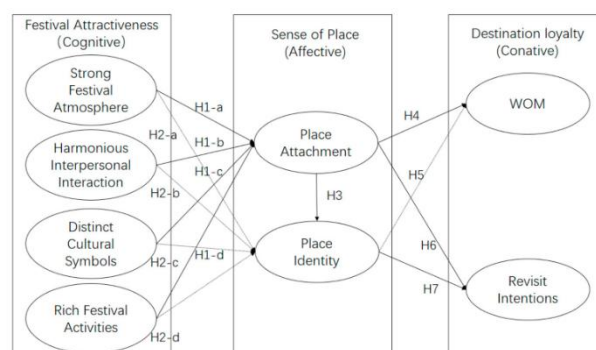 Festival Attractiveness
(Cognitive)
Strong
Festival
Atmosphere
Harmonious
Interpersonal
Interaction
Distinct
Cultural
Symbols
Rich Festival
Activities
H1-a
H2-a
H1-b
H1-c
H2-b
H2-c
H1-d
H2-d
Sense of Place
(Affective)
Place
Attachment
H3
Place
Identity
H4
H5
H6
H7
Destination loyalty
(Conative)
WOM
Revisit
Intentions